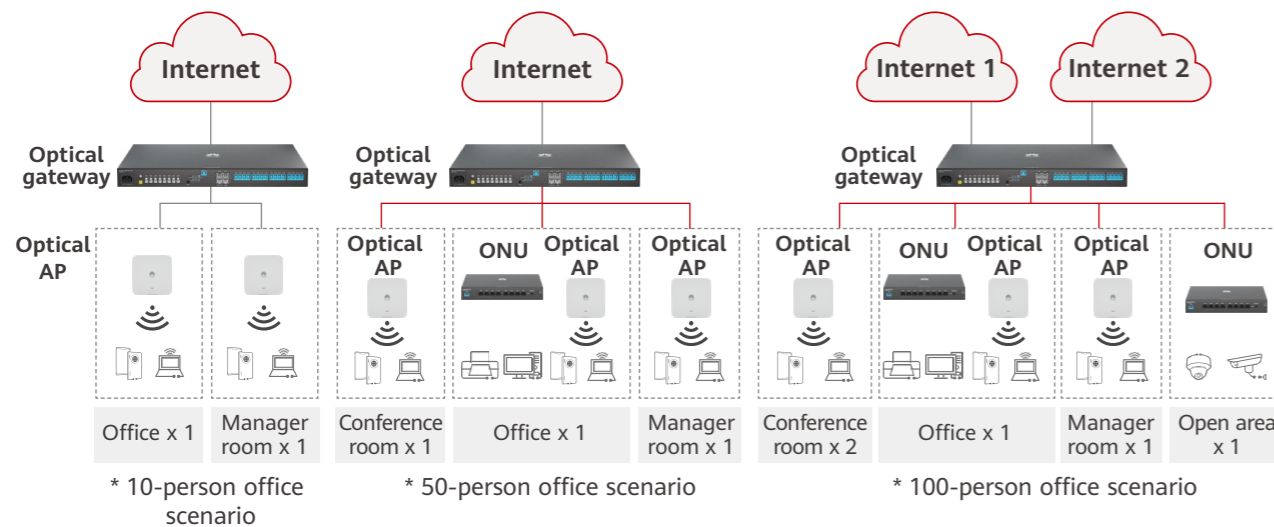 Internet
Internet
Internet 1
Internet 2
Optical
gateway
Optical
gateway
Optical
gateway
Optical
AP
Optical
AP
ONU
Optical
AP
Optical
AP
Optical
AP
ONU
Optical
AP
Optical
AP
ONU
Office x 1
Manager
room x 1
Conference
room x 1
Office x 1
Manager
room x 1
Conference
room x 2
Office x 1
Manager
room x 1
Open area
x 1
* 10-person office
scenario
* 50-person office scenario
* 100-person office scenario